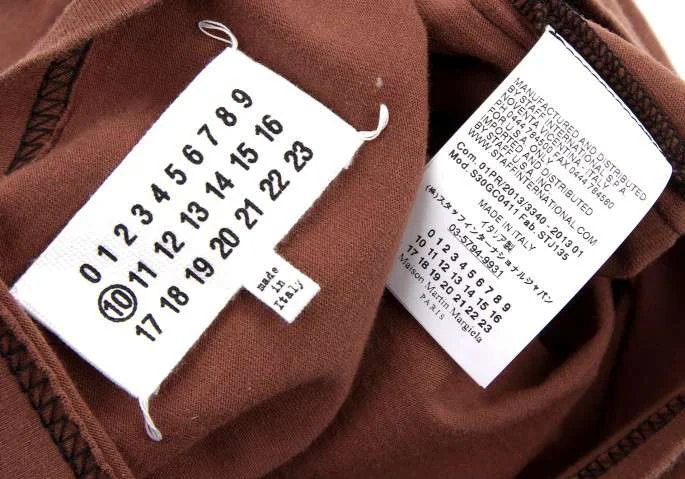 0 1 2 3 4 5 6 7 8 9
10 11 12 13 14 15 16
17 18 19 20 21 22 23
made
in
Italy
MANUFACTURED AND DISTRIBUTED
BY STAFF INTERNATIONAL S.P.A.
NOVENTA VICENTINA, ITALY
PH 0444 784500 FAX 0444 784560
FOR U.S.A. IMPORTED AND DISTRIBUTED
BY STAFF U.S.A. INC.
WWW.STAFFINTERNATIONAL.COM
Com. 01PR/2013/3340 2013 01
Mod S30GC0411 Fab. STJ135
MADE IN ITALY
イタリア製
(株)スタッフインターナショナルジャパン
03-5794-9931
0 1 2 3 4 5 6 7 8 9
10 11 12 13 14 15 16
17 18 19 20 21 22 23
Maison Martin Margiela
PARIS